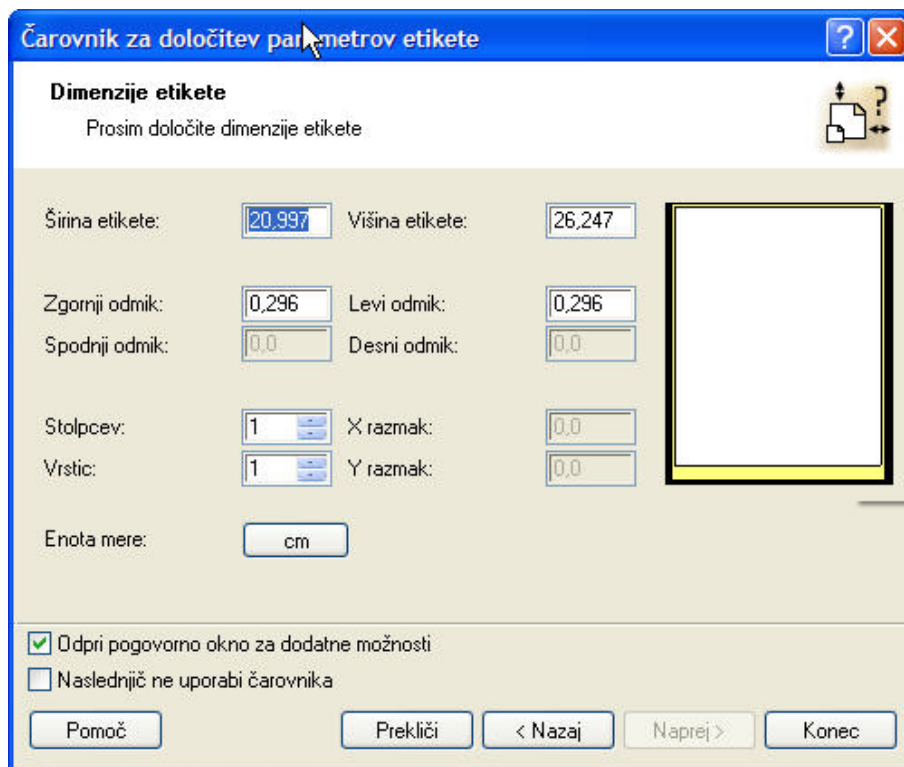 Čarovnik za določitev parametrov etikete
Dimenzije etikete
Prosim določite dimenzije etikete
Širina etikete: 20,997 Višina etikete: 26,247
Zgornji odmik: 0,296 Levi odmik: 0,296
Spodnji odmik: 0,0 Desni odmik: 0,0
Stolpcev: 1 X razmak: 0,0
Vrstic: 1 Y razmak: 0,0
Enota mere: cm
Odpri pogovorno okno za dodatne možnosti
Naslednjič ne uporabi čarovnika
Pomoč Prekliči < Nazaj Naprej > Konec